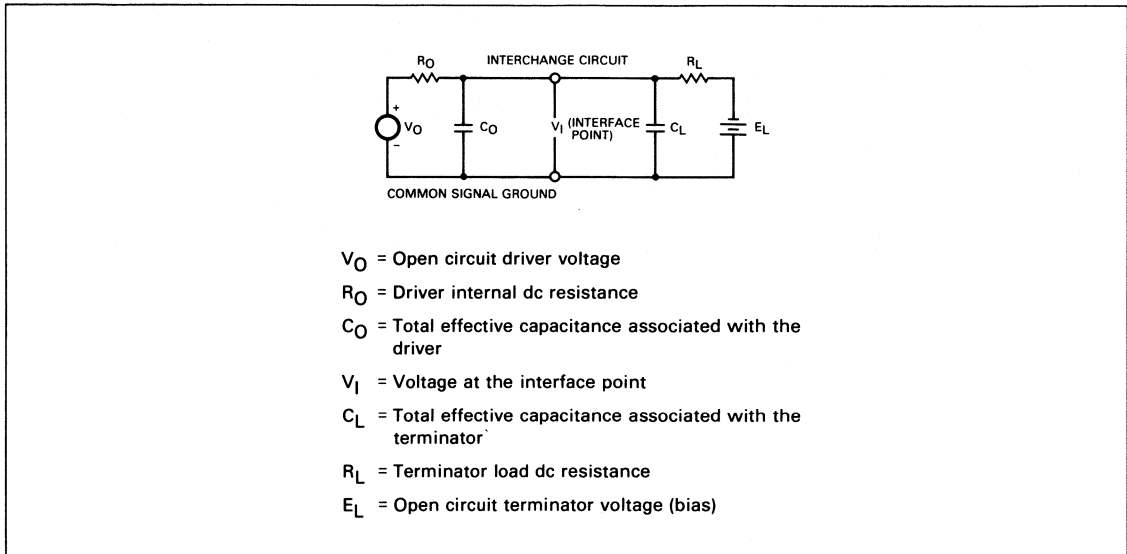 RO INTERCHANGE CIRCUIT RL
+
VO CO VI (INTERFACE POINT) CL EL
−
COMMON SIGNAL GROUND
VO = Open circuit driver voltage
RO = Driver internal dc resistance
CO = Total effective capacitance associated with the
driver
VI = Voltage at the interface point
CL = Total effective capacitance associated with the
terminator
RL = Terminator load dc resistance
EL = Open circuit terminator voltage (bias)